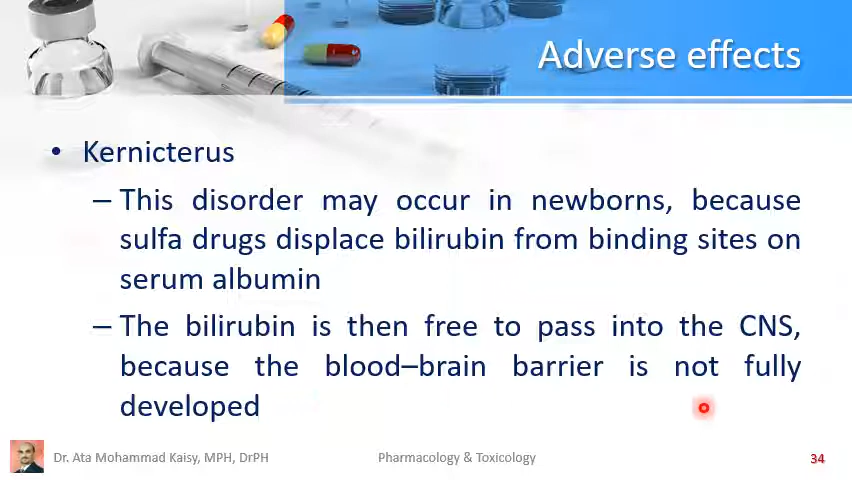 Adverse effects
• Kernicterus
– This disorder may occur in newborns, because
sulfa drugs displace bilirubin from binding sites on
serum albumin
– The bilirubin is then free to pass into the CNS,
because the blood–brain barrier is not fully
developed
Dr. Ata Mohammad Kaisy, MPH, DrPH
Pharmacology & Toxicology
34